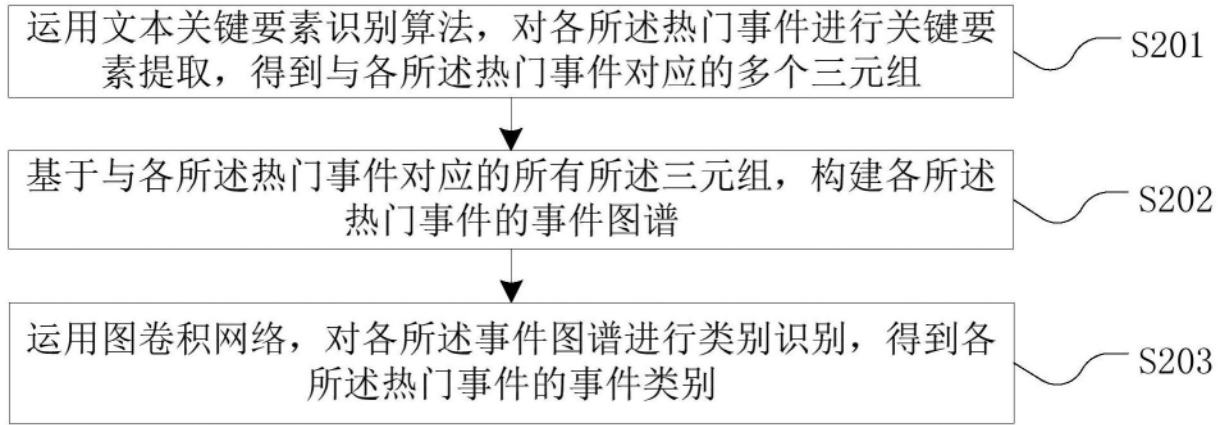 运用文本关键要素识别算法，对各所述热门事件进行关键要
素提取，得到与各所述热门事件对应的多个三元组
S201
基于与各所述热门事件对应的所有所述三元组，构建各所述
热门事件的事件图谱
S202
运用图卷积网络，对各所述事件图谱进行类别识别，得到各
所述热门事件的事件类别
S203